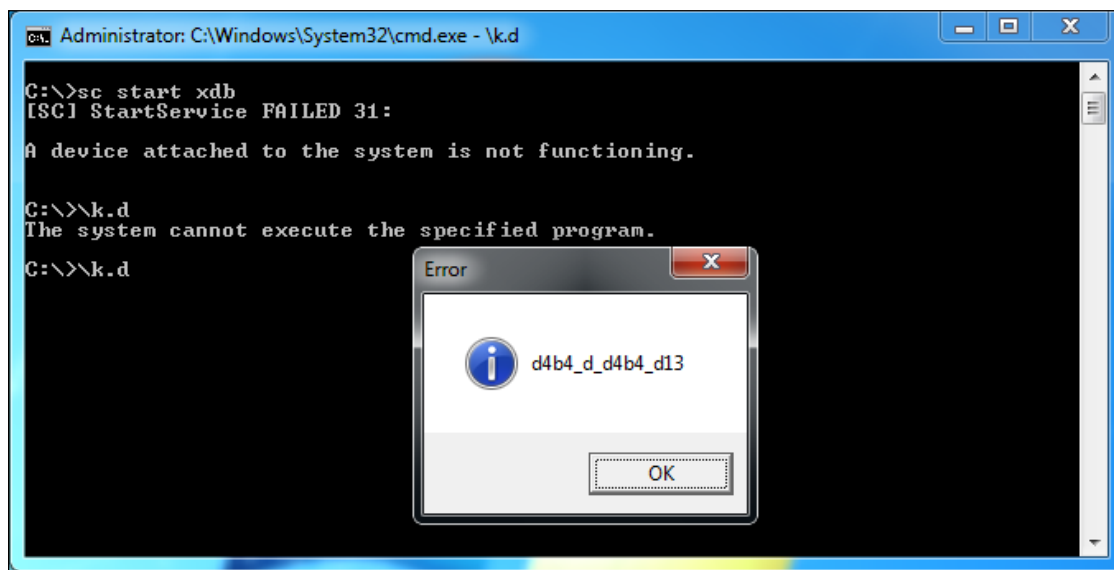 Administrator: C:\Windows\System32\cmd.exe - \k.d
C:\>sc start xdb
[SC] StartService FAILED 31:
A device attached to the system is not functioning.
C:\>\k.d
The system cannot execute the specified program.
C:\>\k.d
Error
d4b4_d_d4b4_d13
OK